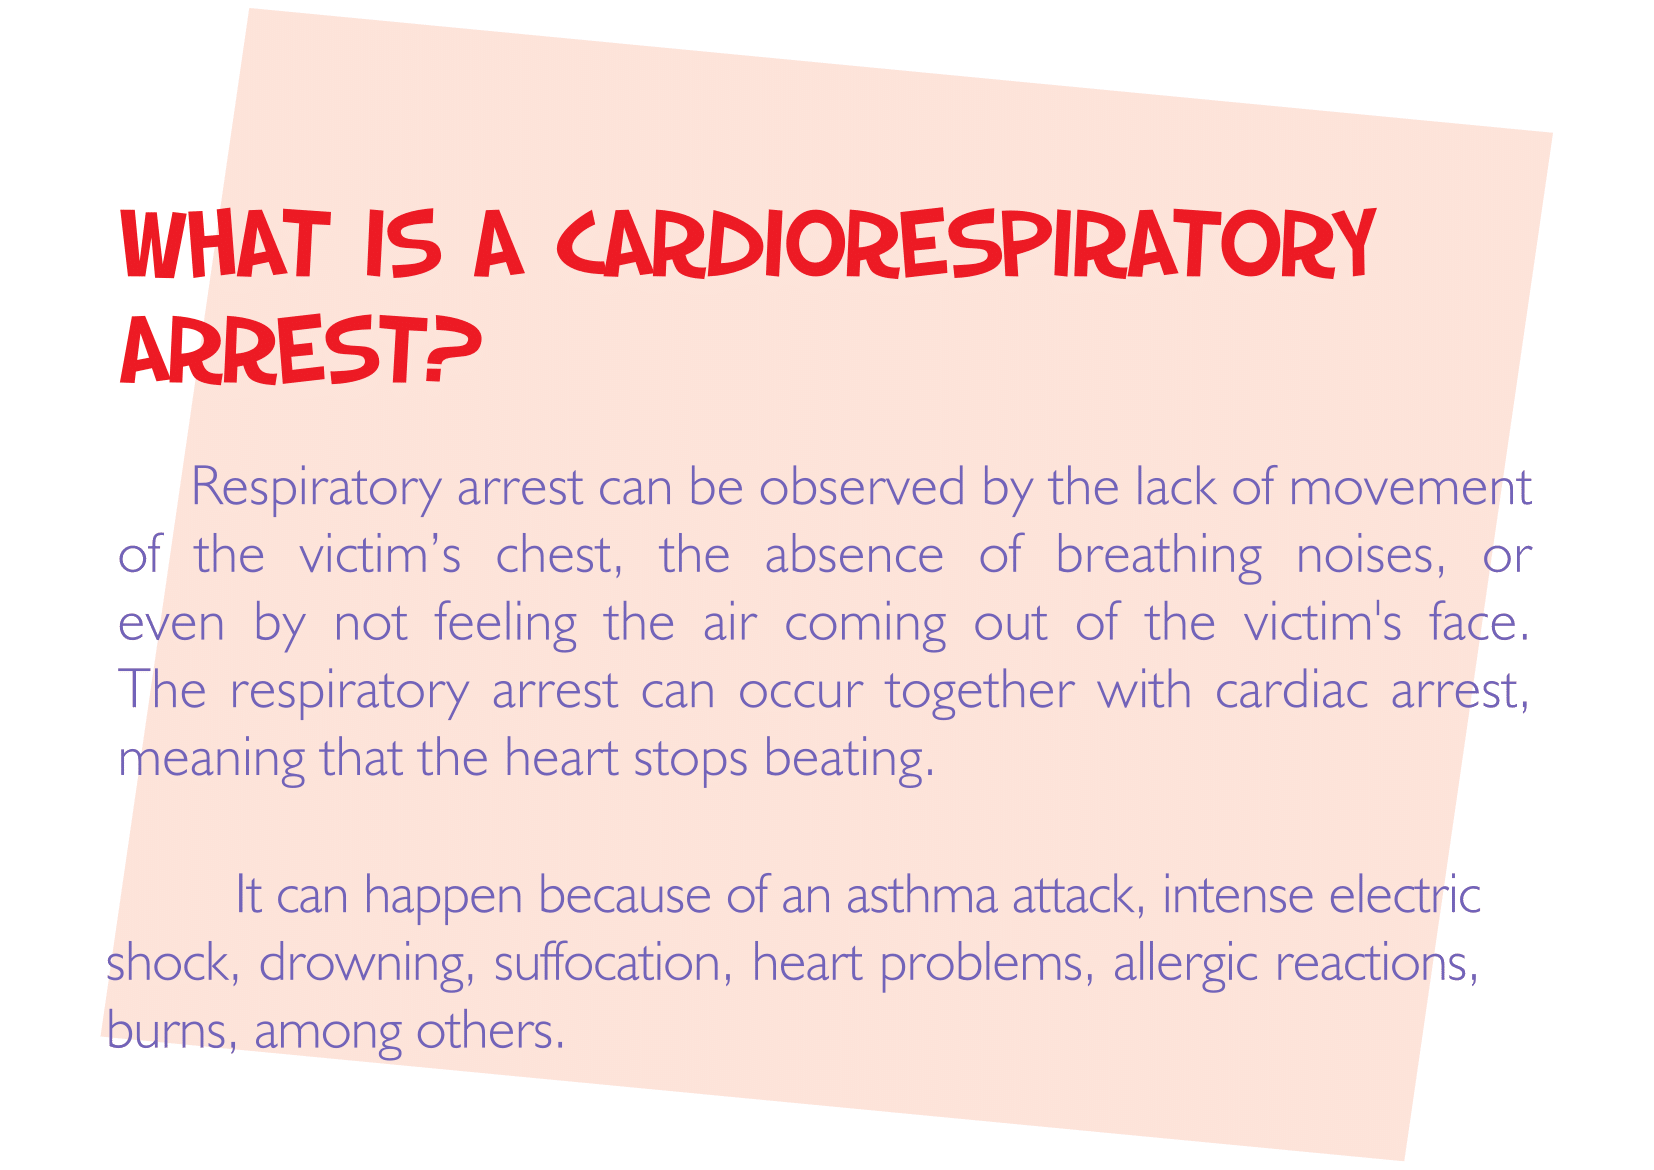 WHAT IS A CARDIORESPIRATORY
ARREST?
Respiratory arrest can be observed by the lack of movement
of the victim’s chest, the absence of breathing noises, or
even by not feeling the air coming out of the victim's face.
The respiratory arrest can occur together with cardiac arrest,
meaning that the heart stops beating.
It can happen because of an asthma attack, intense electric
shock, drowning, suffocation, heart problems, allergic reactions,
burns, among others.